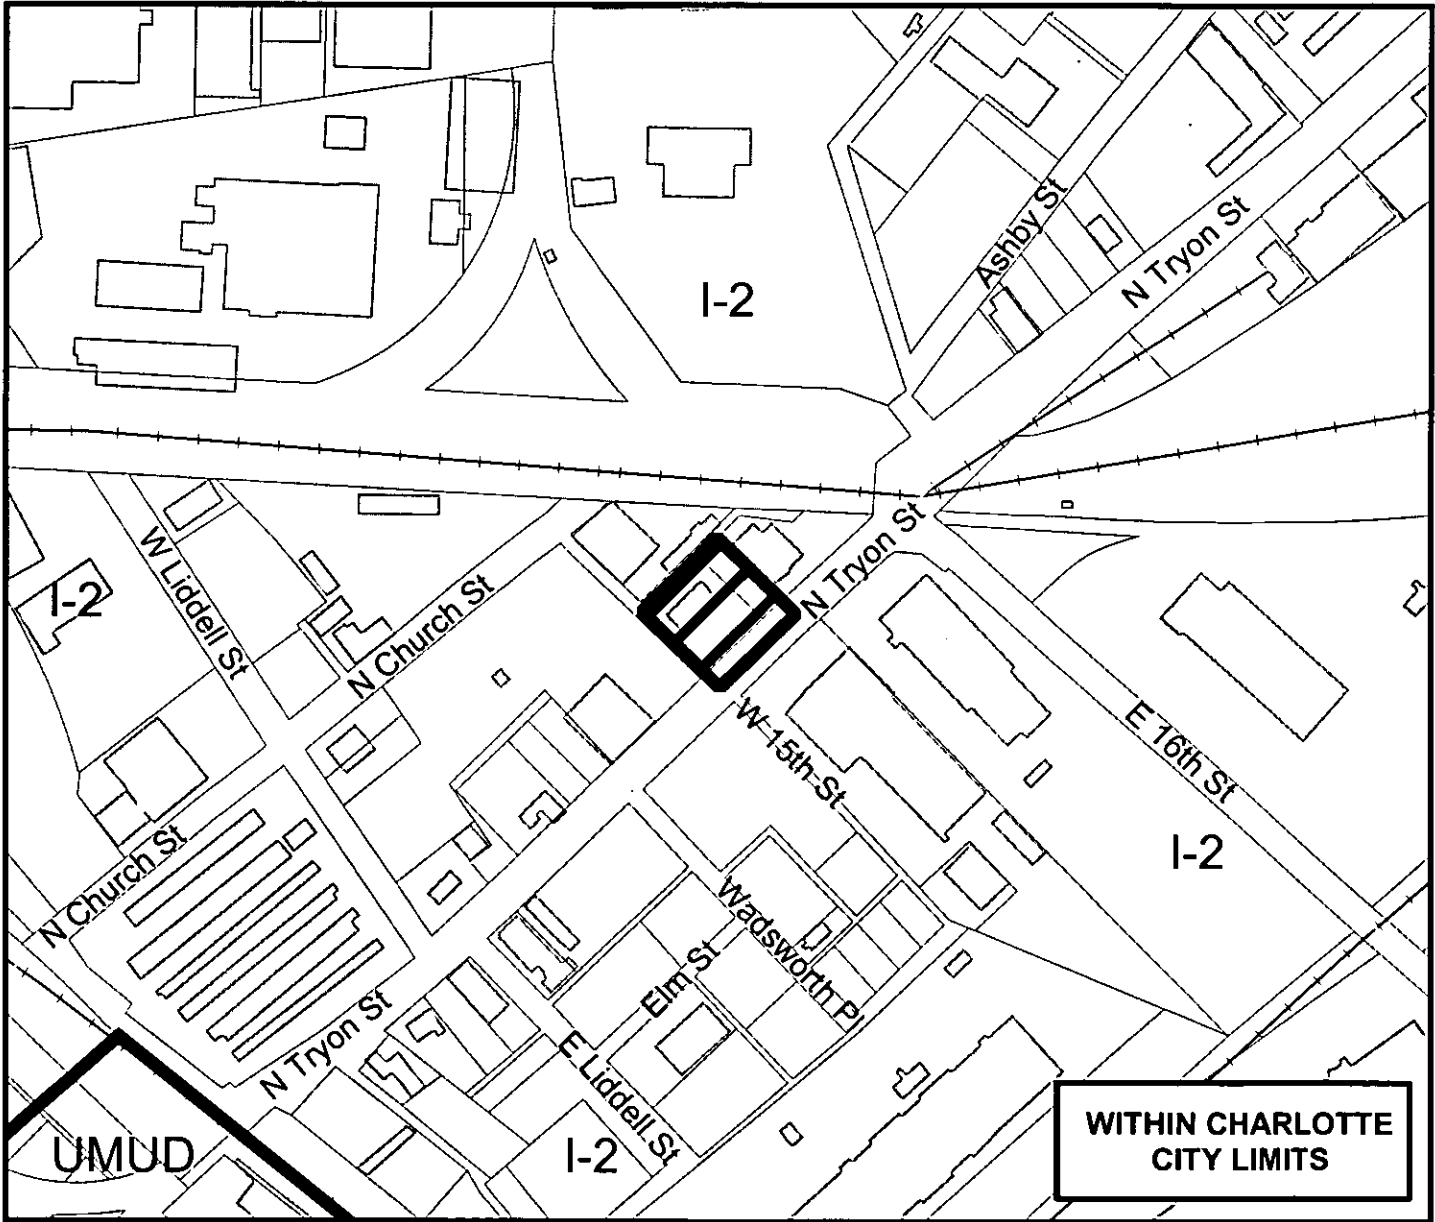 Ashby St
N Tryon St
I-2
N Tryon St
W Liddell St
I-2
N Church St
W 15th St
E 16th St
I-2
N Church St
Wadsworth Pl
Elm St
N Tryon St
E Liddell St
I-2
UMUD
WITHIN CHARLOTTE
CITY LIMITS